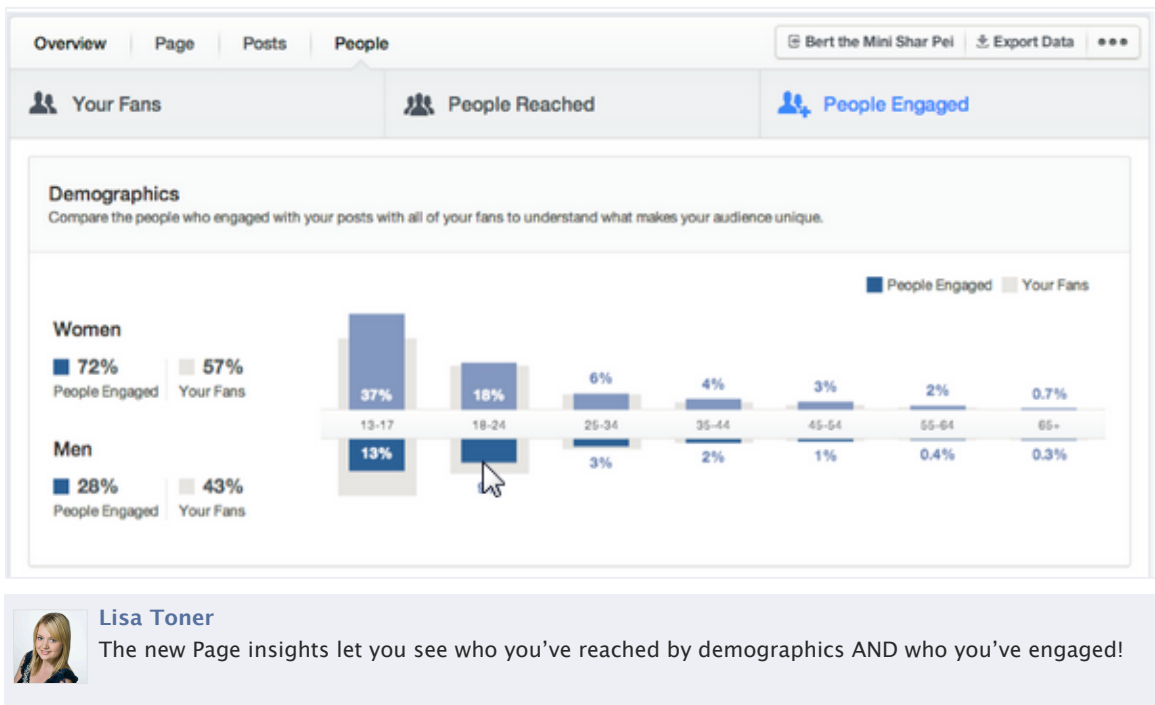 Overview Page Posts People Bert the Mini Shar Pei Export Data
Your Fans People Reached People Engaged
Demographics
Compare the people who engaged with your posts with all of your fans to understand what makes your audience unique.
People Engaged Your Fans
Women
72% 57%
People Engaged Your Fans
37% 18% 6% 4% 3% 2% 0.7%
13-17 18-24 25-34 35-44 45-54 55-64 65+
Men
13% 3% 2% 1% 0.4% 0.3%
28% 43%
People Engaged Your Fans
Lisa Toner
The new Page insights let you see who you’ve reached by demographics AND who you’ve engaged!